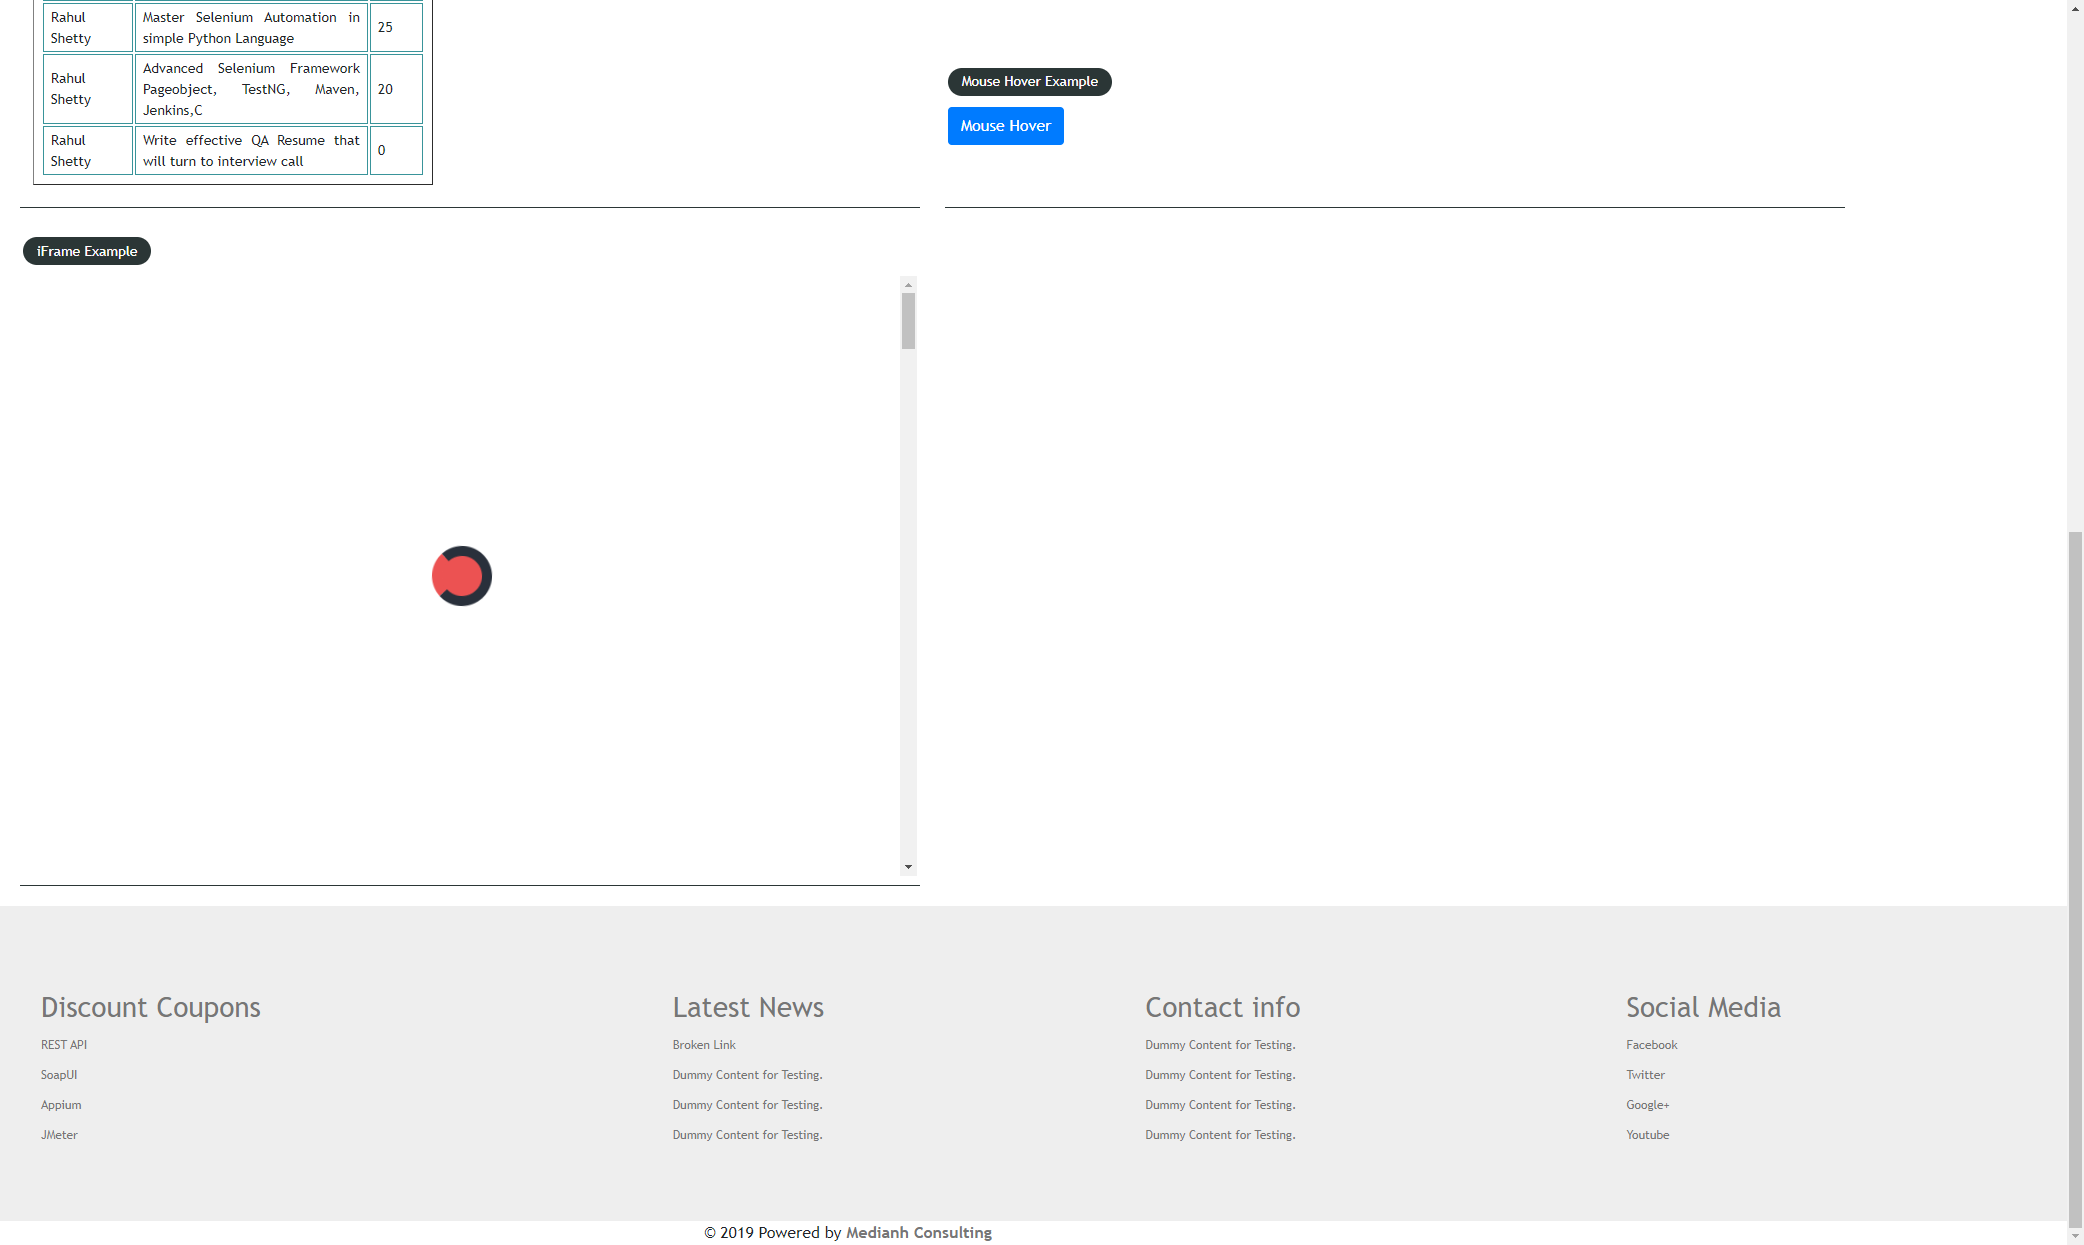 Rahul Shetty
Master Selenium Automation in simple Python Language
25
Rahul Shetty
Advanced Selenium Framework Pageobject, TestNG, Maven, Jenkins,C
20
Rahul Shetty
Write effective QA Resume that will turn to interview call
0
Mouse Hover Example
Mouse Hover
iFrame Example
Discount Coupons
REST API
SoapUI
Appium
JMeter
Latest News
Broken Link
Dummy Content for Testing.
Dummy Content for Testing.
Dummy Content for Testing.
Contact info
Dummy Content for Testing.
Dummy Content for Testing.
Dummy Content for Testing.
Dummy Content for Testing.
Social Media
Facebook
Twitter
Google+
Youtube
© 2019 Powered by Medianh Consulting